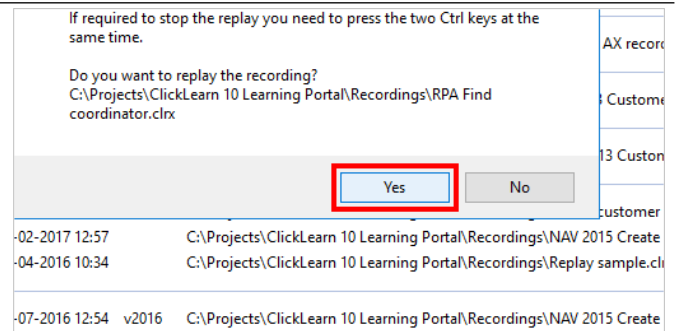 If required to stop the replay you need to press the two Ctrl keys at the
same time.
AX record
Do you want to replay the recording?
C:\Projects\ClickLearn 10 Learning Portal\Recordings\RPA Find
Custome
coordinator.clrx
13 Custon
Yes No
customer
-02-2017 12:57 C:\Projects\ClickLearn 10 Learning Portal\Recordings\NAV 2015 Create
-04-2016 10:34 C:\Projects\ClickLearn 10 Learning Portal\Recordings\Replay sample.cl
-07-2016 12:54 v2016 C:\Projects\ClickLearn 10 Learning Portal\Recordings\NAV 2015 Create